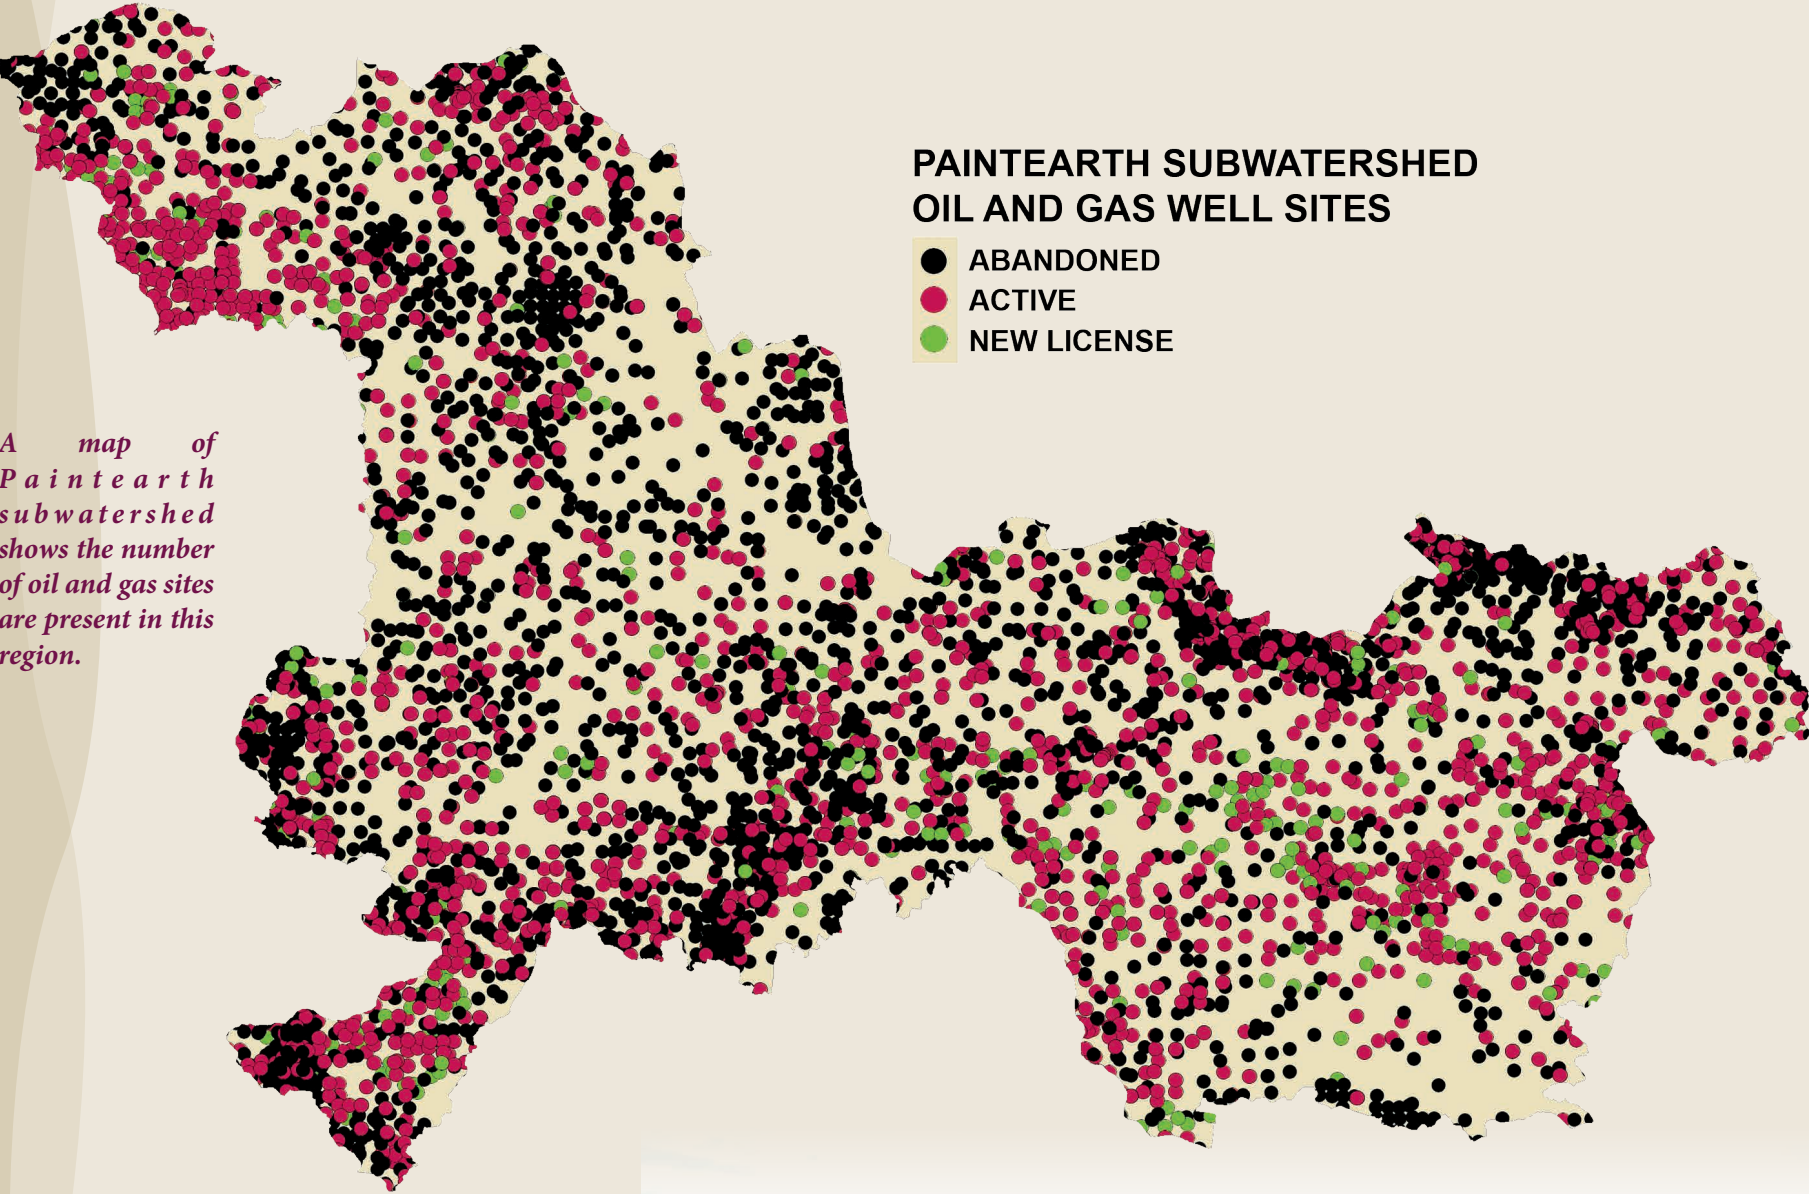 PAINTEARTH SUBWATERSHED
OIL AND GAS WELL SITES
ABANDONED
ACTIVE
NEW LICENSE
A map of
Paintearth
subwatershed
shows the number
of oil and gas sites
are present in this
region.